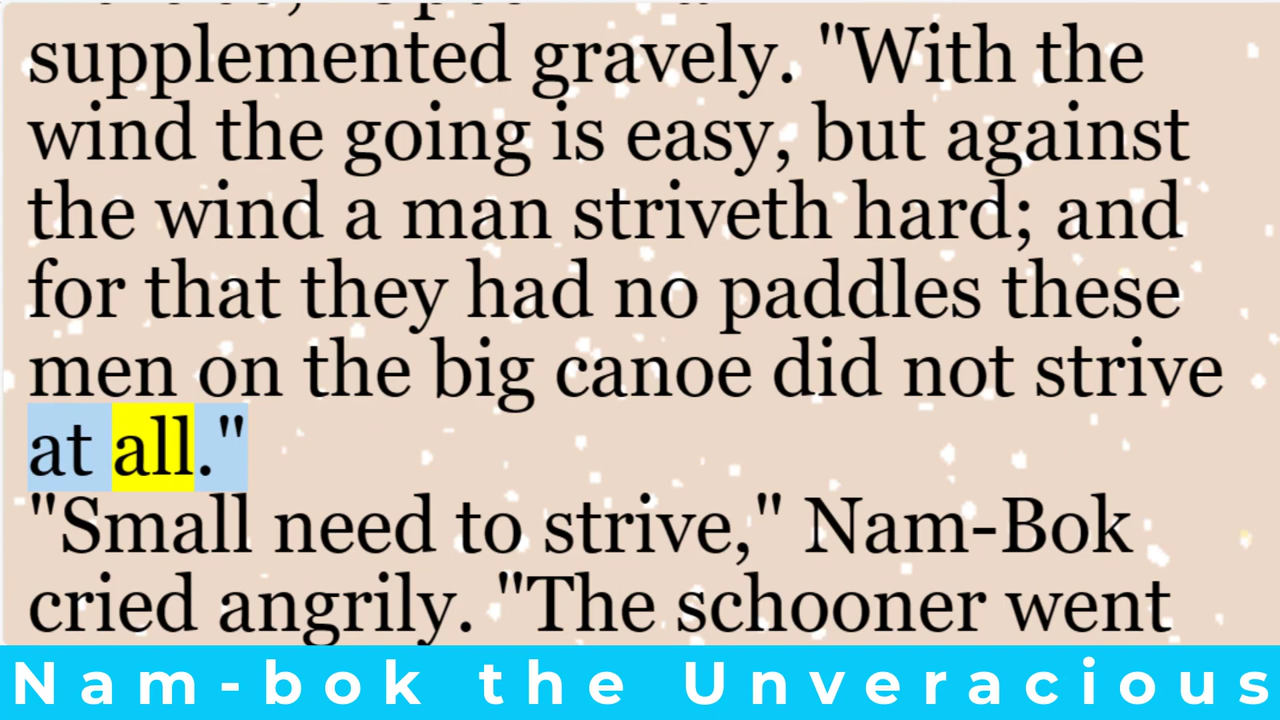 supplemented gravely. "With the
wind the going is easy, but against
the wind a man striveth hard; and
for that they had no paddles these
men on the big canoe did not strive
at all."
"Small need to strive," Nam-Bok
cried angrily. "The schooner went
Nam-bok the Unveracious